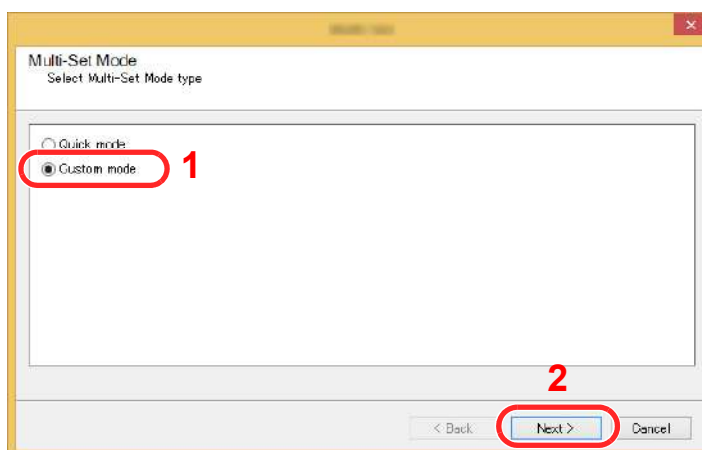 Multi-Set Mode
Select Multi-Set Mode type
Quick mode
Custom mode
1
2
< Back
Next >
Cancel